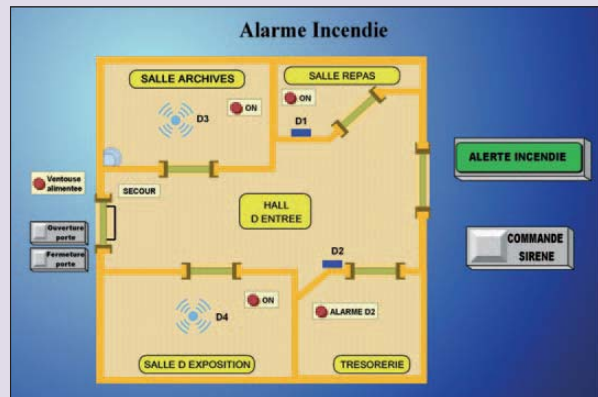 Alarme Incendie
SALLE ARCHIVES
SALLE REPAS
ON
D3
ON
D1
ALERTE INCENDIE
Ventouse
alimentee
SECOUR
HALL
D ENTREE
Ouverture
porte
Fermeture
porte
COMMANDE
SIRENE
D2
ON
D4
ALARME D2
SALLE D EXPOSITION
TRESORERIE